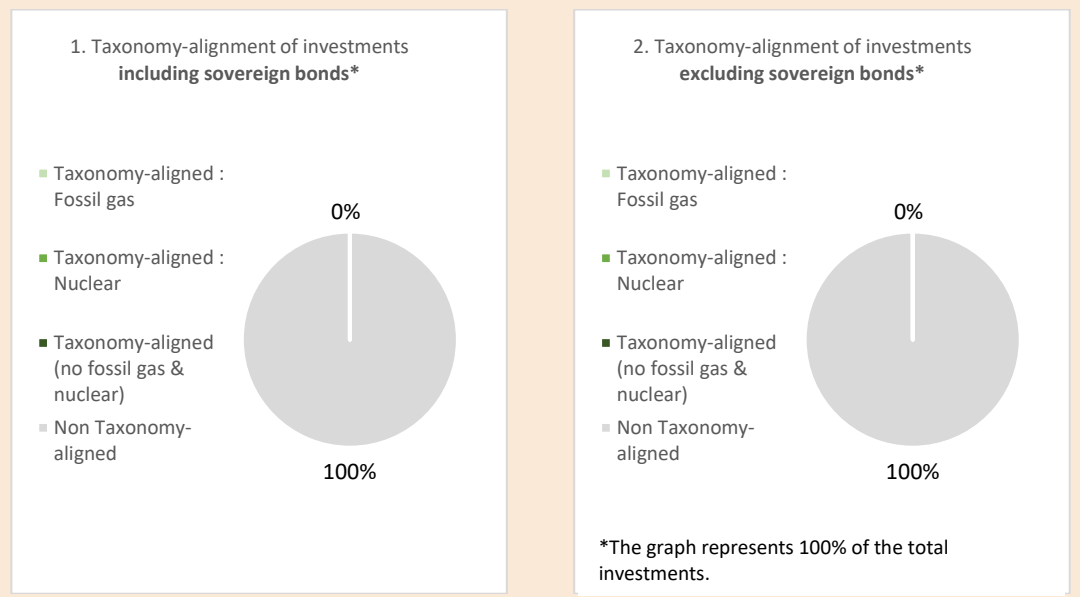 1. Taxonomy-alignment of investments
including sovereign bonds*
Taxonomy-aligned :
Fossil gas
Taxonomy-aligned :
Nuclear
Taxonomy-aligned
(no fossil gas &
nuclear)
Non Taxonomy-
aligned
0%
100%
2. Taxonomy-alignment of investments
excluding sovereign bonds*
Taxonomy-aligned :
Fossil gas
Taxonomy-aligned :
Nuclear
Taxonomy-aligned
(no fossil gas &
nuclear)
Non Taxonomy-
aligned
0%
100%
*The graph represents 100% of the total
investments.